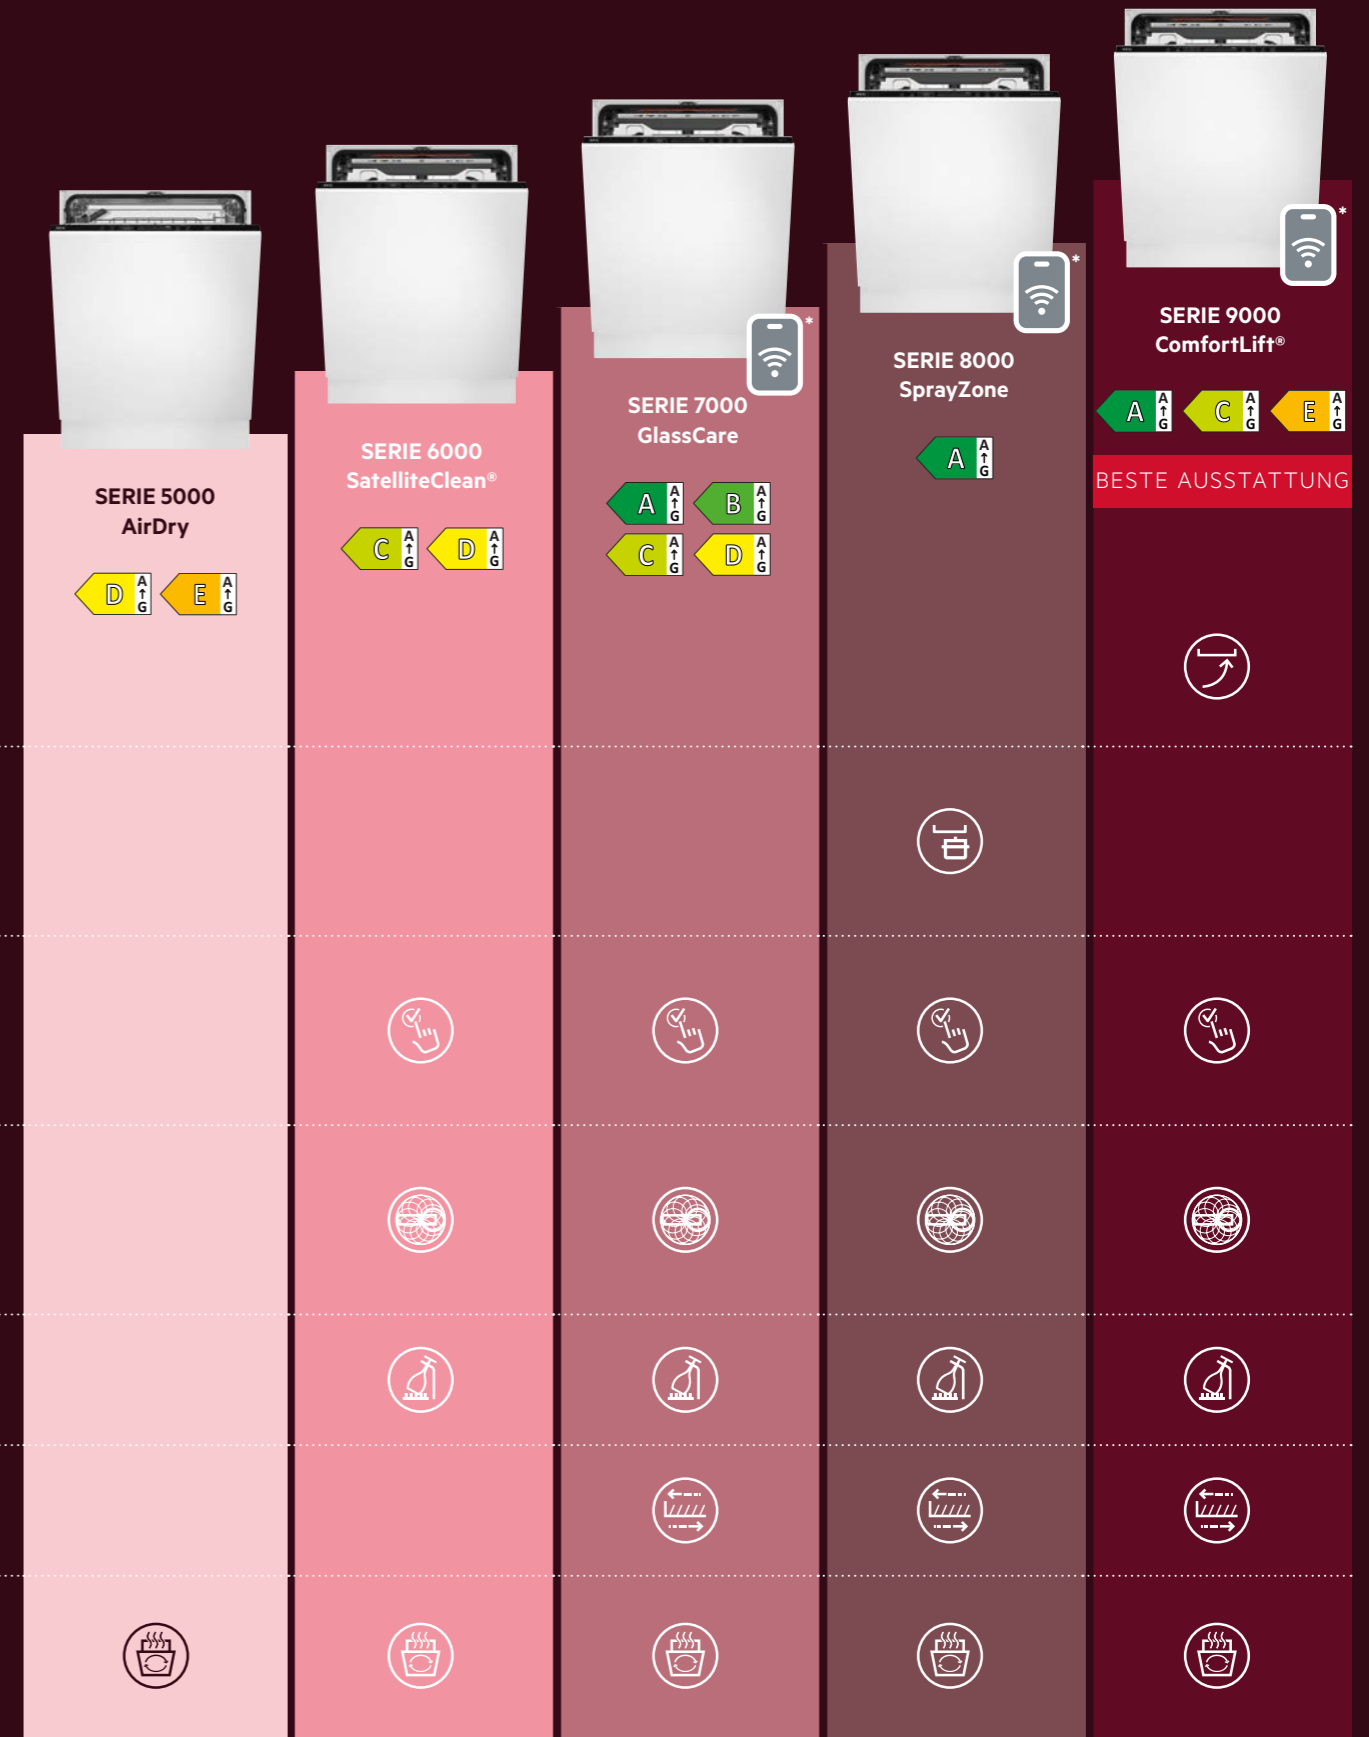 SERIE 5000
AirDry
D A↑G E A↑G
SERIE 6000
SatelliteClean®
C A↑G D A↑G
*
SERIE 7000
GlassCare
A A↑G B A↑G
C A↑G D A↑G
*
SERIE 8000
SprayZone
A A↑G
*
SERIE 9000
ComfortLift®
A A↑G C A↑G E A↑G
BESTE AUSSTATTUNG